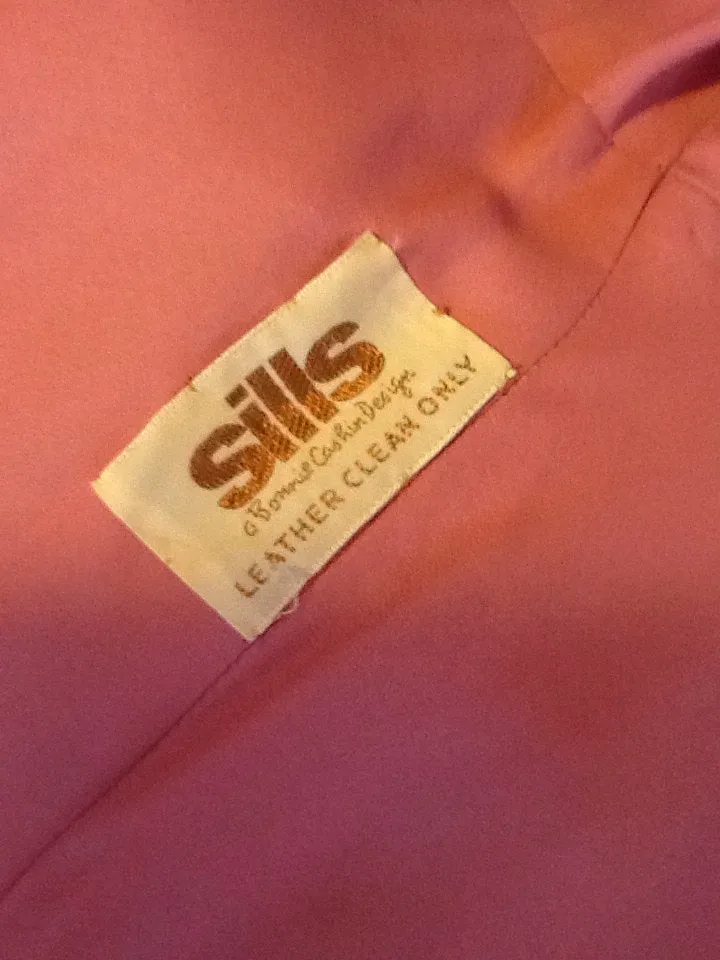 sills
a Bonnie Cashin Design
LEATHER CLEAN ONLY